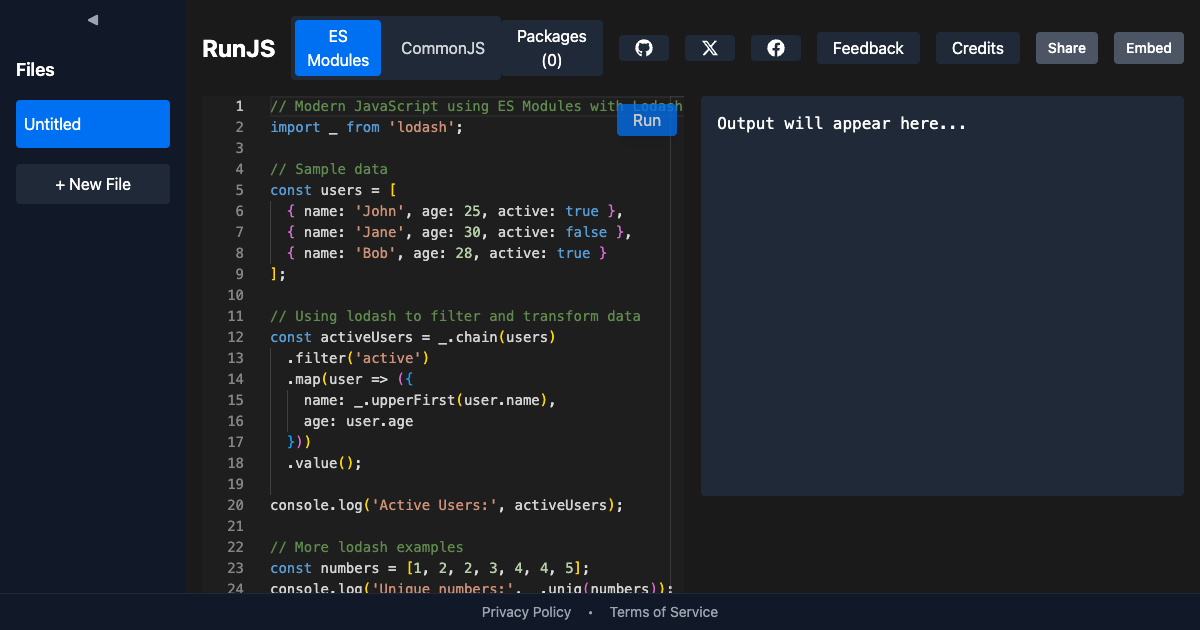 ◀
Files
Untitled
+ New File
RunJS
ES Modules
CommonJS
Packages (0)
Feedback
Credits
Share
Embed
1 // Modern JavaScript using ES Modules with Lodash
2 import _ from 'lodash';
3
4 // Sample data
5 const users = [
6 { name: 'John', age: 25, active: true },
7 { name: 'Jane', age: 30, active: false },
8 { name: 'Bob', age: 28, active: true }
9 ];
10
11 // Using lodash to filter and transform data
12 const activeUsers = _.chain(users)
13 .filter('active')
14 .map(user => ({
15 name: _.upperFirst(user.name),
16 age: user.age
17 }))
18 .value();
19
20 console.log('Active Users:', activeUsers);
21
22 // More lodash examples
23 const numbers = [1, 2, 2, 3, 4, 4, 5];
24 console.log('Unique numbers:', _.uniq(numbers));
Run
Output will appear here...
Privacy Policy • Terms of Service